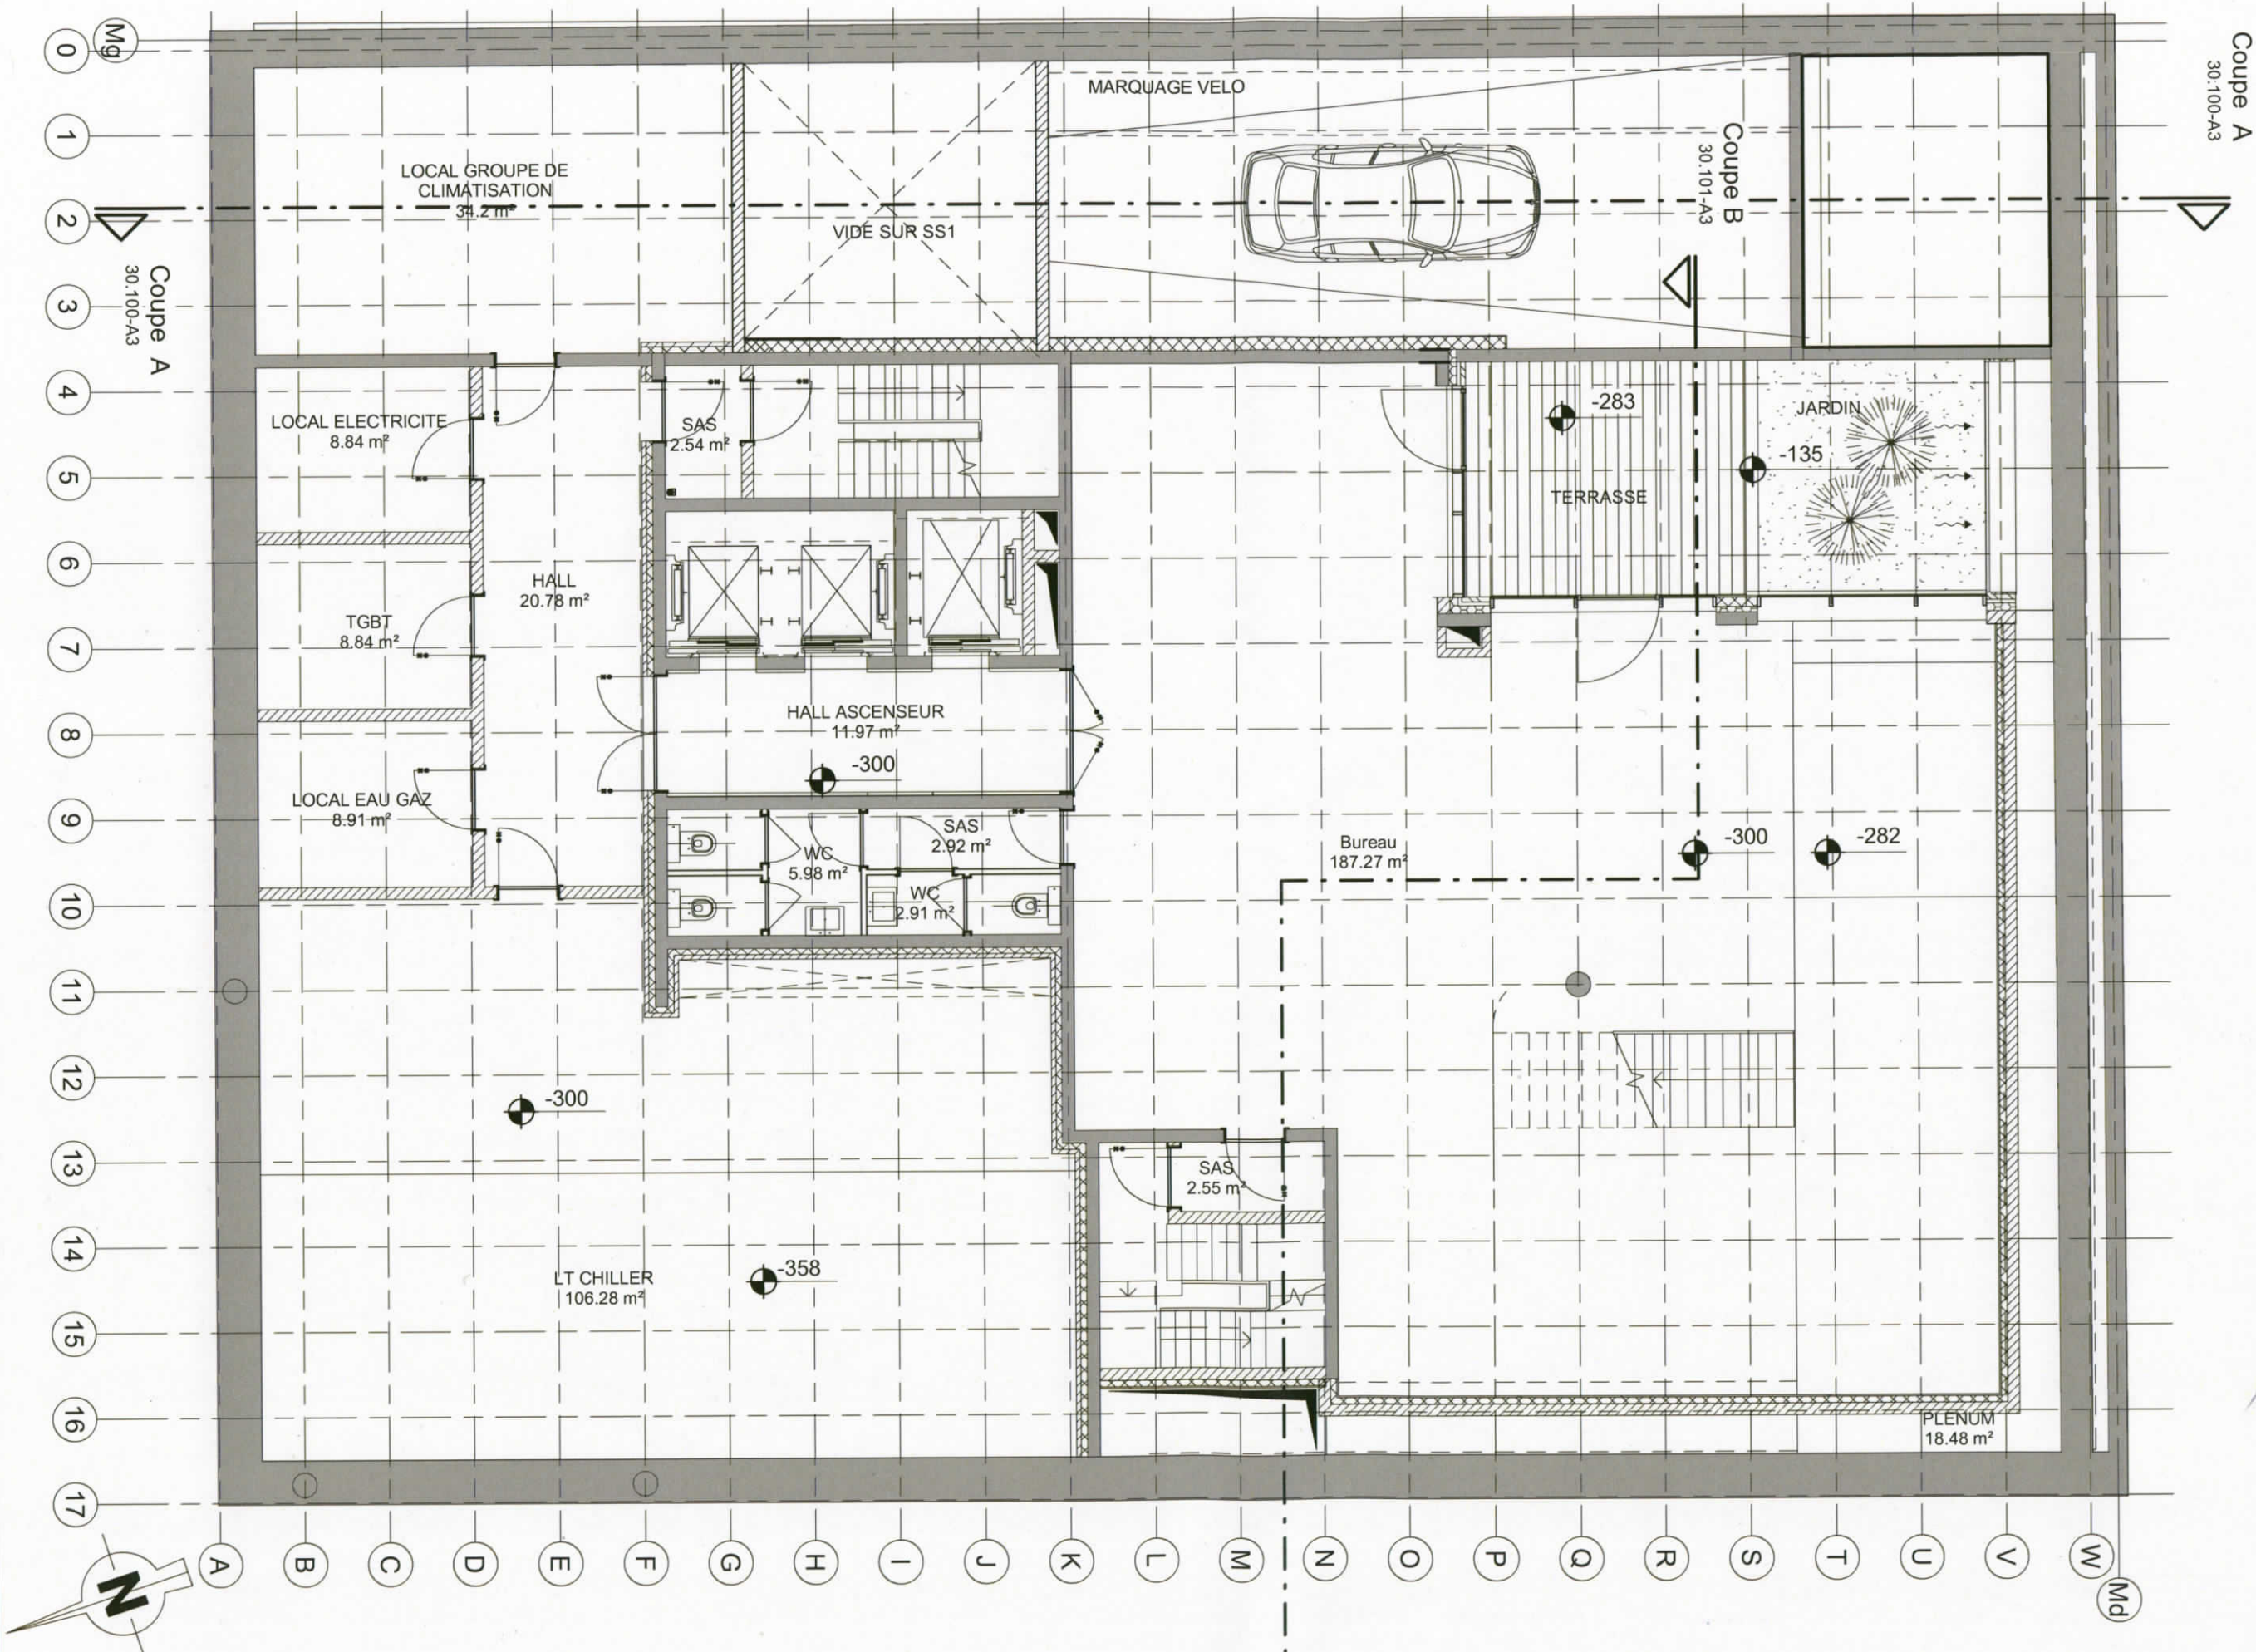 Mg
0
1
2
3
4
5
6
7
8
9
10
11
12
13
14
15
16
17
Coupe A
30.100-A3
Coupe A
30.100-A3
MARQUAGE VELO
Coupe B
30.101-A3
LOCAL GROUPE DE
CLIMATISATION
34.2 m²
VIDE SUR SS1
LOCAL ELECTRICITE
8.84 m²
SAS
2.54 m²
-283
JARDIN
-135
TERRASSE
HALL
20.78 m²
TGBT
8.84 m²
HALL ASCENSEUR
11.97 m²
-300
LOCAL EAU GAZ
8.91 m²
SAS
2.92 m²
WC
5.98 m²
WC
2.91 m²
Bureau
187.27 m²
-300
-282
-300
SAS
2.55 m²
LT CHILLER
106.28 m²
-358
PLENUM
18.48 m²
N
A
B
C
D
E
F
G
H
I
J
K
L
M
N
O
P
Q
R
S
T
U
V
W
Md